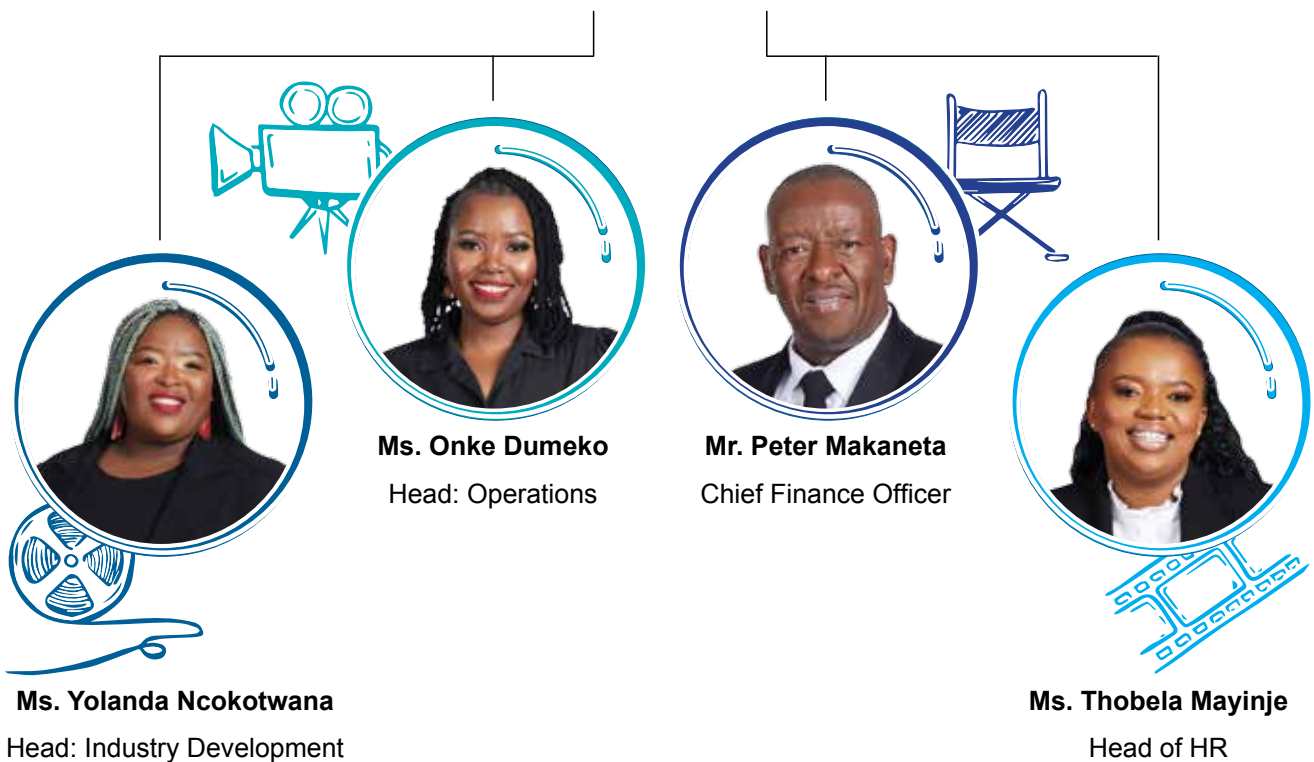 Ms. Onke Dumeko
Head: Operations
Mr. Peter Makaneta
Chief Finance Officer
Ms. Yolanda Ncokotwana
Head: Industry Development
Ms. Thobela Mayinje
Head of HR